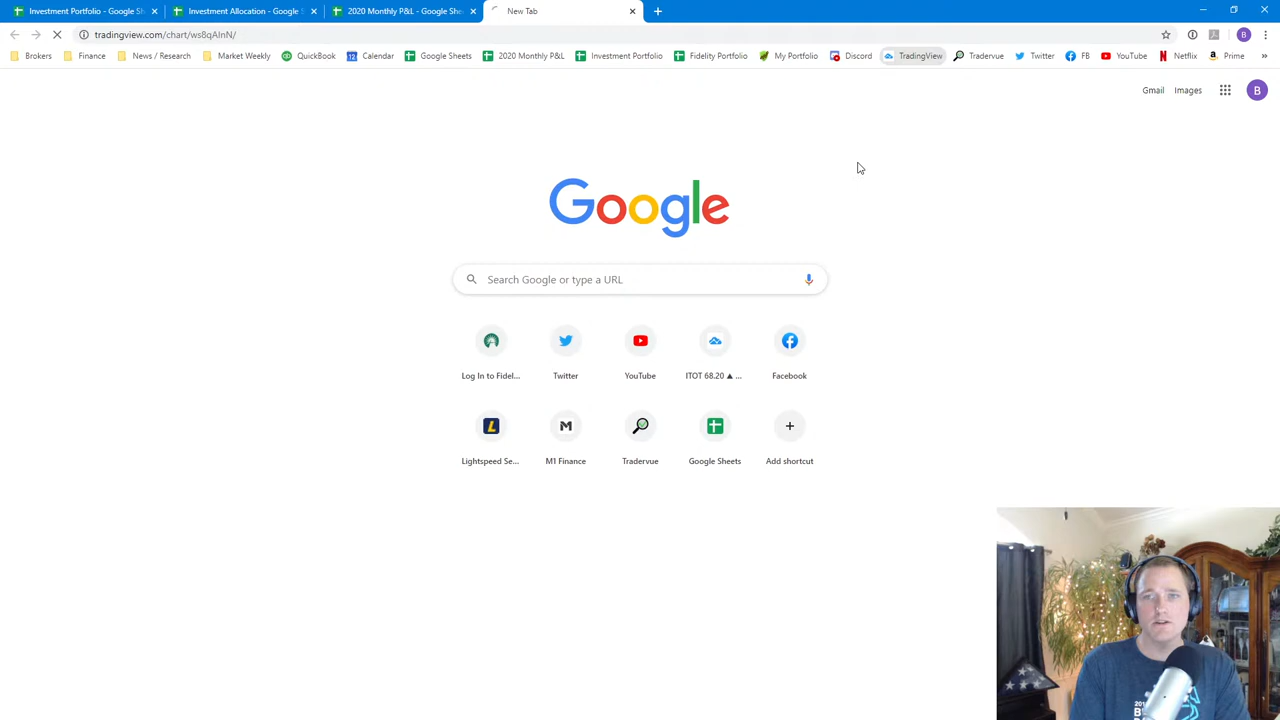 Investment Portfolio - Google Sh
Investment Allocation - Google S
2020 Monthly P&L - Google She
New Tab
tradingview.com/chart/ws8qAInN/
B
Brokers
Finance
News / Research
Market Weekly
QuickBook
Calendar
Google Sheets
2020 Monthly P&L
Investment Portfolio
Fidelity Portfolio
My Portfolio
Discord
TradingView
Tradervue
Twitter
FB
YouTube
Netflix
Prime
Gmail
Images
B
Google
Search Google or type a URL
Log In to Fidel...
Twitter
YouTube
ITOT 68.20 ▲ ...
Facebook
Lightspeed Se...
M1 Finance
Tradervue
Google Sheets
Add shortcut